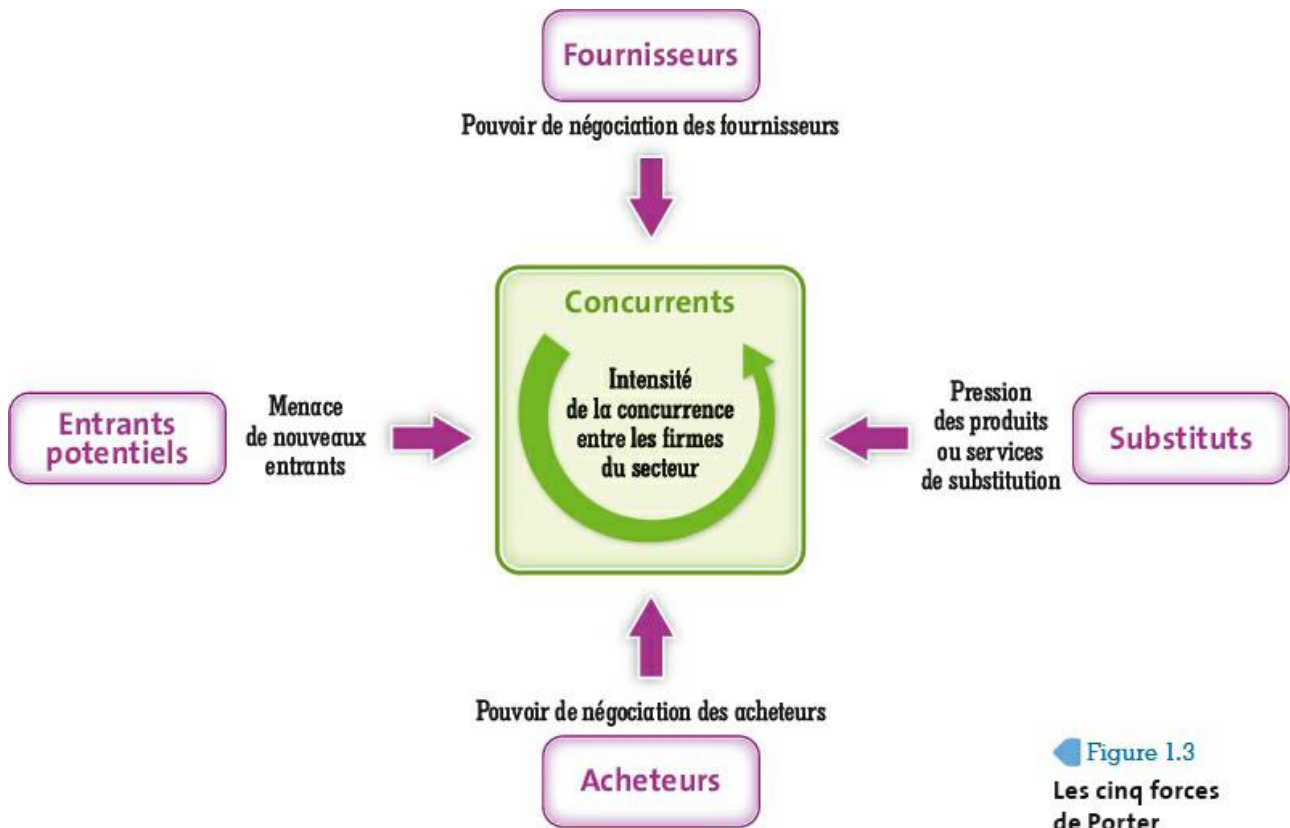 Fournisseurs
Pouvoir de négociation des fournisseurs
Concurrents
Intensité
de la concurrence
entre les firmes
du secteur
Entrants
potentiels
Menace
de nouveaux
entrants
Pression
des produits
ou services
de substitution
Substituts
Pouvoir de négociation des acheteurs
Acheteurs
Figure 1.3
Les cinq forces
de Porter